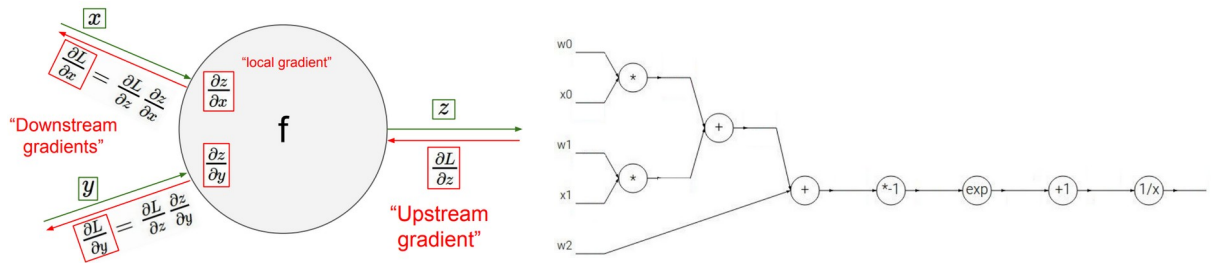 x
∂L/∂x = ∂L/∂z ∂z/∂x
"local gradient"
∂z/∂x
"Downstream
gradients"
f
z
∂L/∂z
∂z/∂y
y
∂L/∂y = ∂L/∂z ∂z/∂y
"Upstream
gradient"
w0
*
x0
+
w1
*
x1
+
*-1
exp
+1
1/x
w2